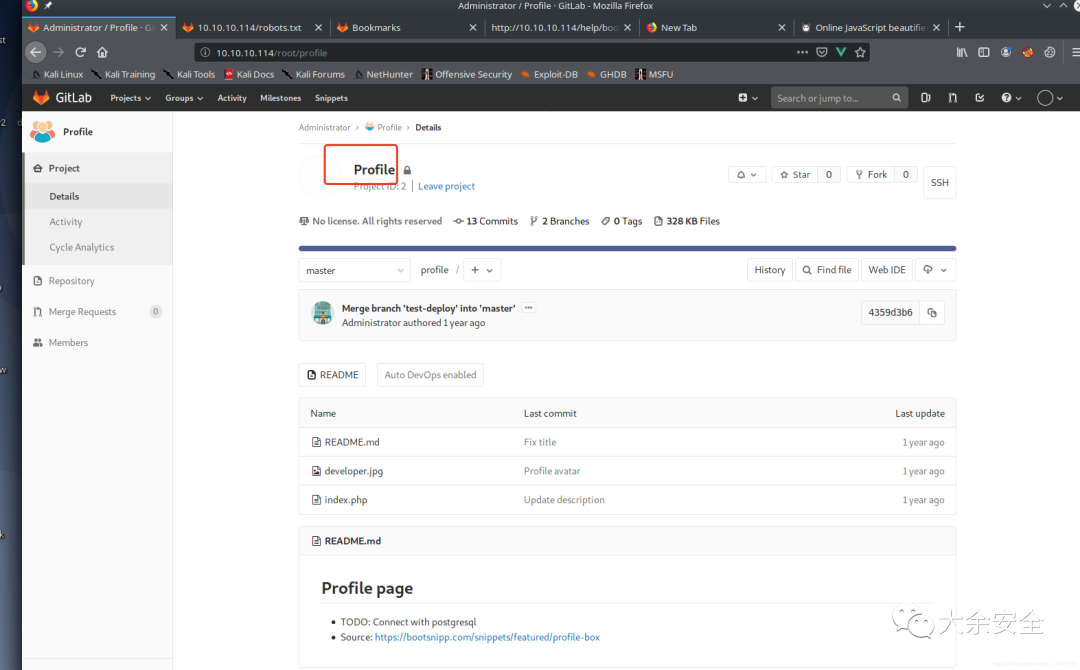 Administrator / Profile · GitLab - Mozilla Firefox
Administrator / Profile · Gi
10.10.10.114/robots.txt
Bookmarks
http://10.10.10.114/help/boo
New Tab
Online JavaScript beautifie
10.10.10.114/root/profile
Kali Linux Kali Training Kali Tools Kali Docs Kali Forums NetHunter Offensive Security Exploit-DB GHDB MSFU
GitLab Projects Groups Activity Milestones Snippets
Search or jump to...
Profile
Project
Details
Activity
Cycle Analytics
Repository
Merge Requests 0
Members
Administrator > Profile > Details
Profile
Project ID: 2 | Leave project
Star 0
Fork 0
SSH
No license. All rights reserved 13 Commits 2 Branches 0 Tags 328 KB Files
master
profile / +
History
Find file
Web IDE
Merge branch 'test-deploy' into 'master' ···
Administrator authored 1 year ago
4359d3b6
README
Auto DevOps enabled
Name Last commit Last update
README.md Fix title 1 year ago
developer.jpg Profile avatar 1 year ago
index.php Update description 1 year ago
README.md
Profile page
• TODO: Connect with postgresql
• Source: https://bootsnipp.com/snippets/featured/profile-box
大余安全